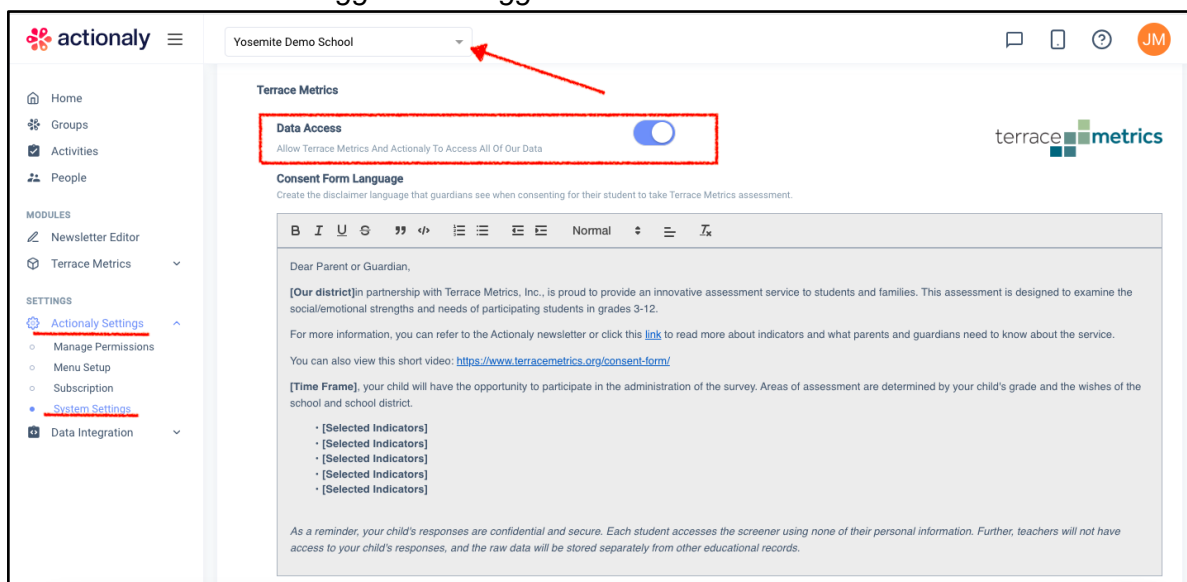 actionaly
Yosemite Demo School
JM
Home
Groups
Activities
People
MODULES
Newsletter Editor
Terrace Metrics
SETTINGS
Actionaly Settings
Manage Permissions
Menu Setup
Subscription
System Settings
Data Integration
Terrace Metrics
Data Access
Allow Terrace Metrics And Actionaly To Access All Of Our Data
terrace metrics
Consent Form Language
Create the disclaimer language that guardians see when consenting for their student to take Terrace Metrics assessment.
B I U S Normal
Dear Parent or Guardian,
[Our district]in partnership with Terrace Metrics, Inc., is proud to provide an innovative assessment service to students and families. This assessment is designed to examine the
social/emotional strengths and needs of participating students in grades 3-12.
For more information, you can refer to the Actionaly newsletter or click this link to read more about indicators and what parents and guardians need to know about the service.
You can also view this short video: https://www.terracemetrics.org/consent-form/
[Time Frame], your child will have the opportunity to participate in the administration of the survey. Areas of assessment are determined by your child's grade and the wishes of the
school and school district.
· [Selected Indicators]
· [Selected Indicators]
· [Selected Indicators]
· [Selected Indicators]
· [Selected Indicators]
As a reminder, your child's responses are confidential and secure. Each student accesses the screener using none of their personal information. Further, teachers will not have
access to your child's responses, and the raw data will be stored separately from other educational records.